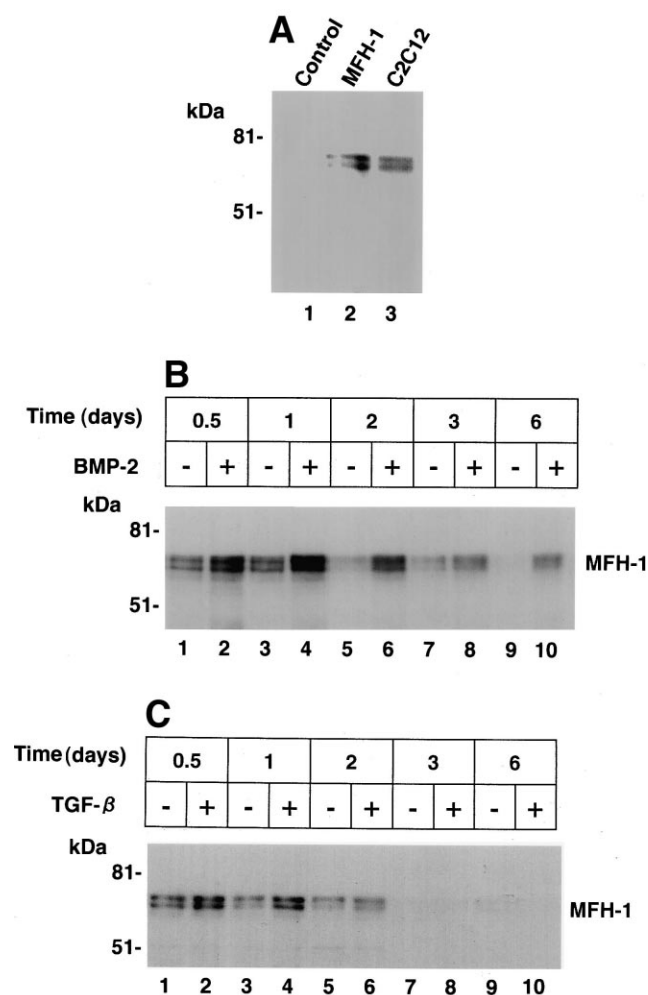 A
Control MFH-1 C2C12
kDa
81-
51-
1 2 3
B
Time (days) 0.5 1 2 3 6
BMP-2 - + - + - + - + - +
kDa
81-
MFH-1
51-
1 2 3 4 5 6 7 8 9 10
C
Time (days) 0.5 1 2 3 6
TGF-β - + - + - + - + - +
kDa
81-
MFH-1
51-
1 2 3 4 5 6 7 8 9 10